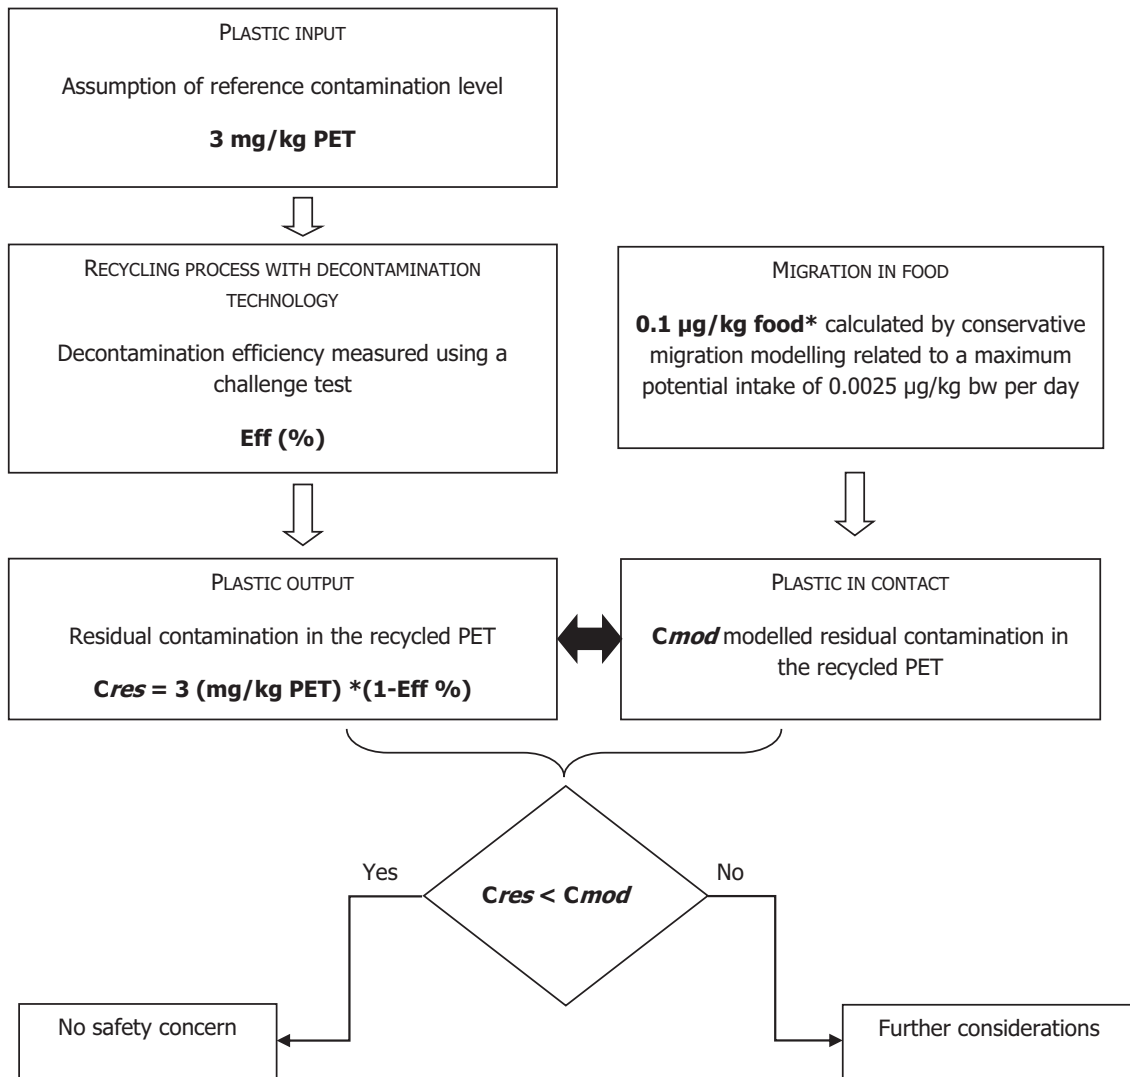 PLASTIC INPUT
Assumption of reference contamination level
3 mg/kg PET
RECYCLING PROCESS WITH DECONTAMINATION
TECHNOLOGY
Decontamination efficiency measured using a
challenge test
Eff (%)
MIGRATION IN FOOD
0.1 µg/kg food* calculated by conservative
migration modelling related to a maximum
potential intake of 0.0025 µg/kg bw per day
PLASTIC OUTPUT
Residual contamination in the recycled PET
Cres = 3 (mg/kg PET) *(1-Eff %)
PLASTIC IN CONTACT
Cmod modelled residual contamination in
the recycled PET
Yes
No
Cres < Cmod
No safety concern
Further considerations